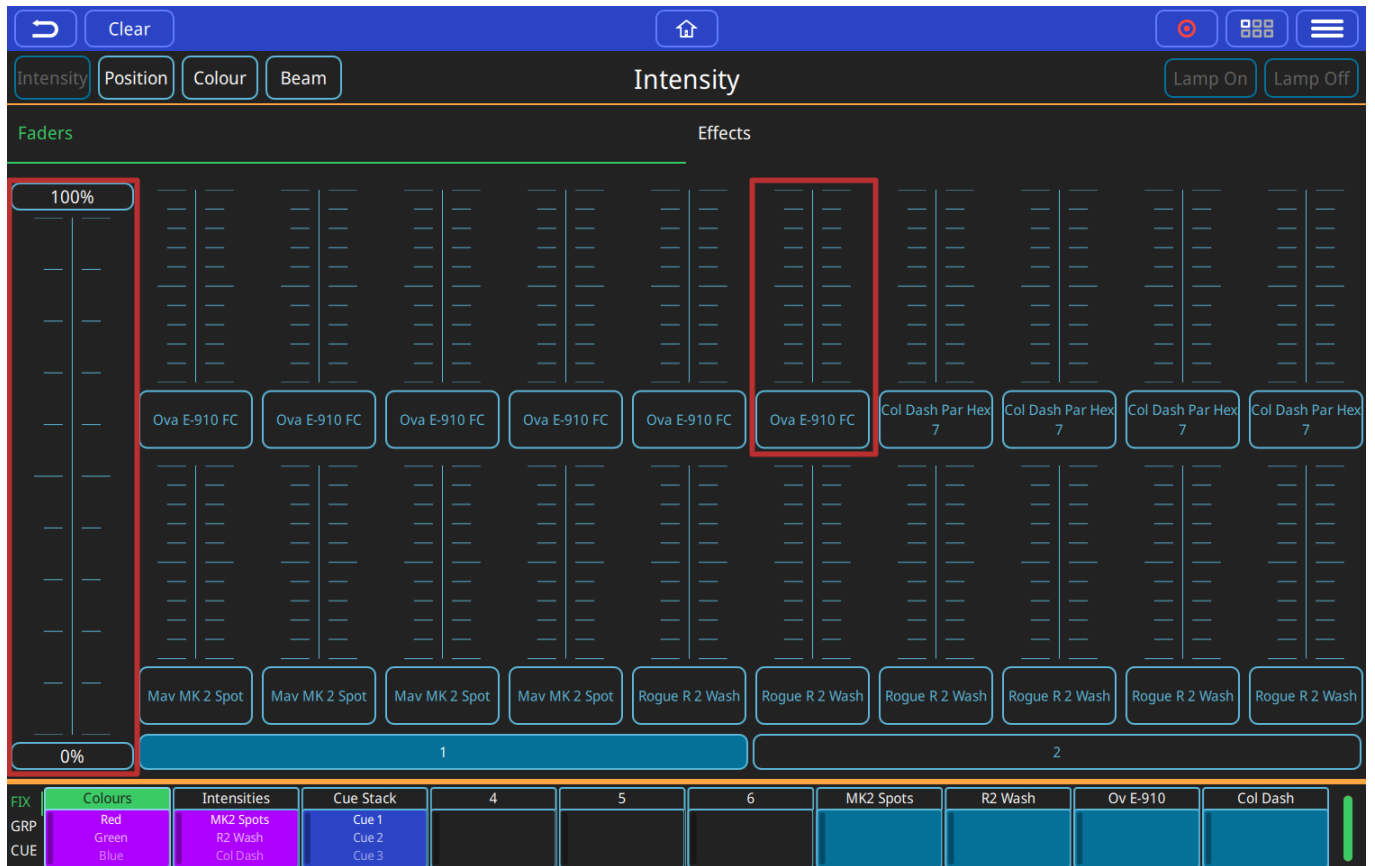 Clear
Intensity Position Colour Beam Intensity Lamp On Lamp Off
Faders Effects
100%
Ova E-910 FC Ova E-910 FC Ova E-910 FC Ova E-910 FC Ova E-910 FC Ova E-910 FC Col Dash Par Hex 7 Col Dash Par Hex 7 Col Dash Par Hex 7 Col Dash Par Hex 7
Mav MK 2 Spot Mav MK 2 Spot Mav MK 2 Spot Mav MK 2 Spot Rogue R 2 Wash Rogue R 2 Wash Rogue R 2 Wash Rogue R 2 Wash Rogue R 2 Wash Rogue R 2 Wash
0% 1 2
FIX Colours Intensities Cue Stack 4 5 6 MK2 Spots R2 Wash Ov E-910 Col Dash
GRP Red MK2 Spots Cue 1
Green R2 Wash Cue 2
CUE Blue Col Dash Cue 3